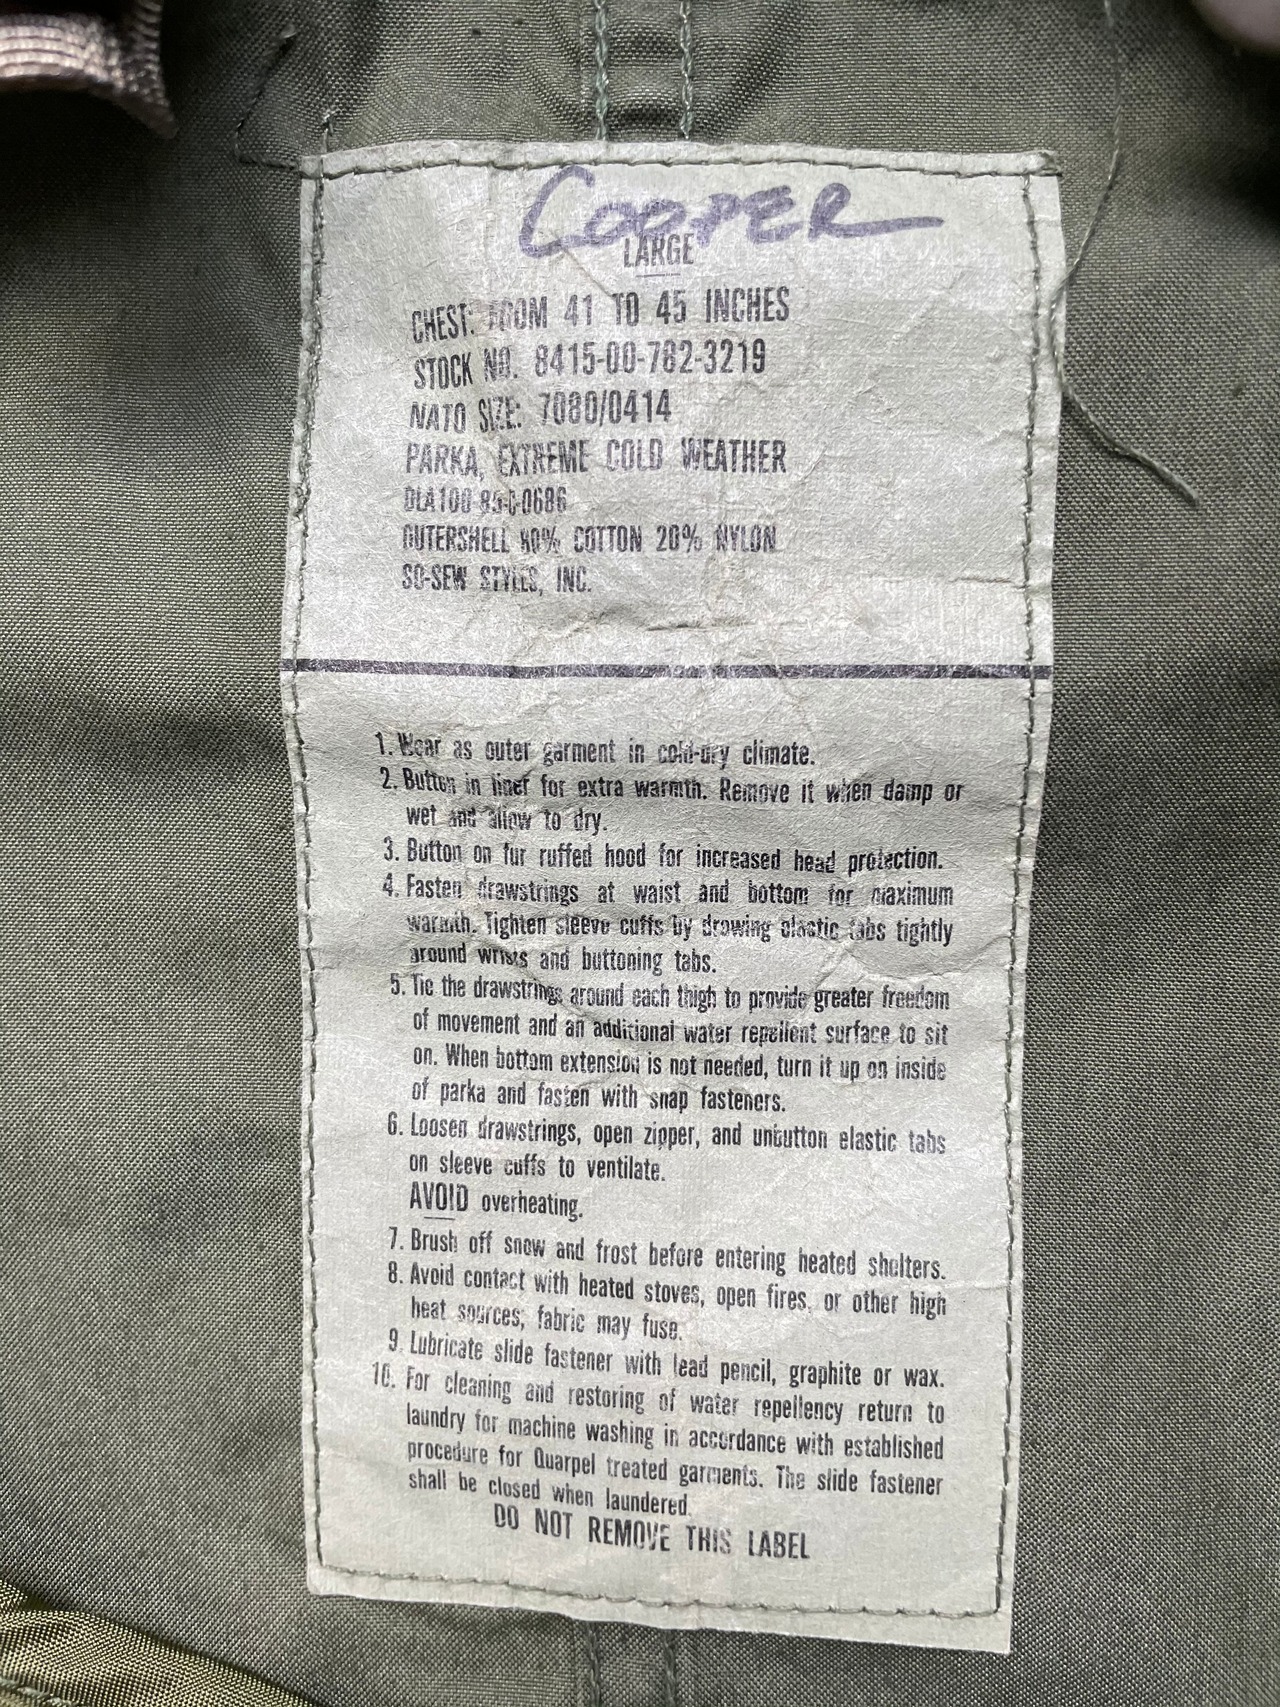 COOPER
LARGE
CHEST: FROM 41 TO 45 INCHES
STOCK NO. 8415-00-782-3219
NATO SIZE: 7080/0414
PARKA, EXTREME COLD WEATHER
DLA100-85-C-0686
OUTERSHELL 80% COTTON 20% NYLON
SO-SEW STYLES, INC.
1. Wear as outer garment in cold-dry climate.
2. Button in liner for extra warmth. Remove it when damp or
wet and allow to dry.
3. Button on fur ruffed hood for increased head protection.
4. Fasten drawstrings at waist and bottom for maximum
warmth. Tighten sleeve cuffs by drawing elastic tabs tightly
around wrists and buttoning tabs.
5. Tie the drawstrings around each thigh to provide greater freedom
of movement and an additional water repellent surface to sit
on. When bottom extension is not needed, turn it up on inside
of parka and fasten with snap fasteners.
6. Loosen drawstrings, open zipper, and unbutton elastic tabs
on sleeve cuffs to ventilate.
AVOID overheating.
7. Brush off snow and frost before entering heated shelters.
8. Avoid contact with heated stoves, open fires, or other high
heat sources; fabric may fuse.
9. Lubricate slide fastener with lead pencil, graphite or wax.
10. For cleaning and restoring of water repellency return to
laundry for machine washing in accordance with established
procedure for Quarpel treated garments. The slide fastener
shall be closed when laundered.
DO NOT REMOVE THIS LABEL